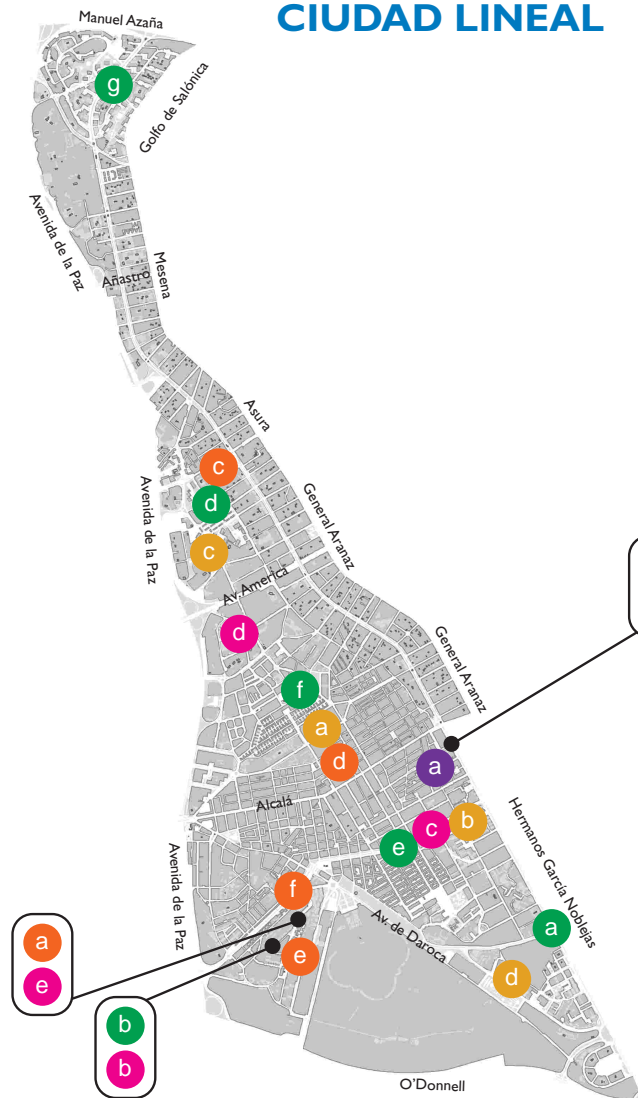 CIUDAD LINEAL
Manuel Azaña
g
Golfo de Salónica
Avenida de la Paz
Mesena
Añastro
Asura
c
General Aranaz
Avenida de la Paz
d
c
Av. America
d
General Aranaz
f
a
d
a
Alcalá
Hermanos García Noblejas
b
c
e
Avenida de la Paz
f
Av. de Daroca
a
a
e
e
d
b
b
O'Donnell